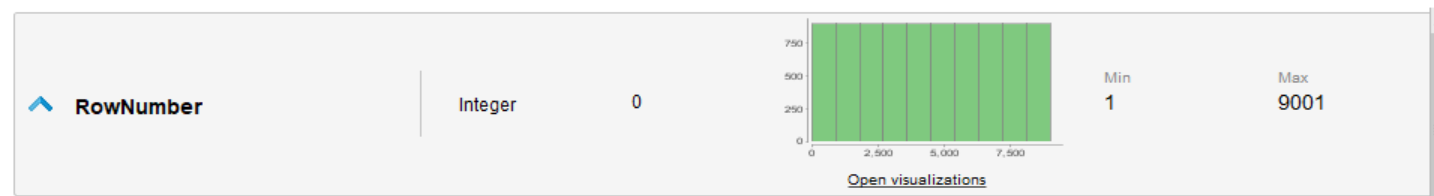 750
500
250
0
0 2,500 5,000 7,500
RowNumber
Integer
0
Min
1
Max
9001
Open visualizations